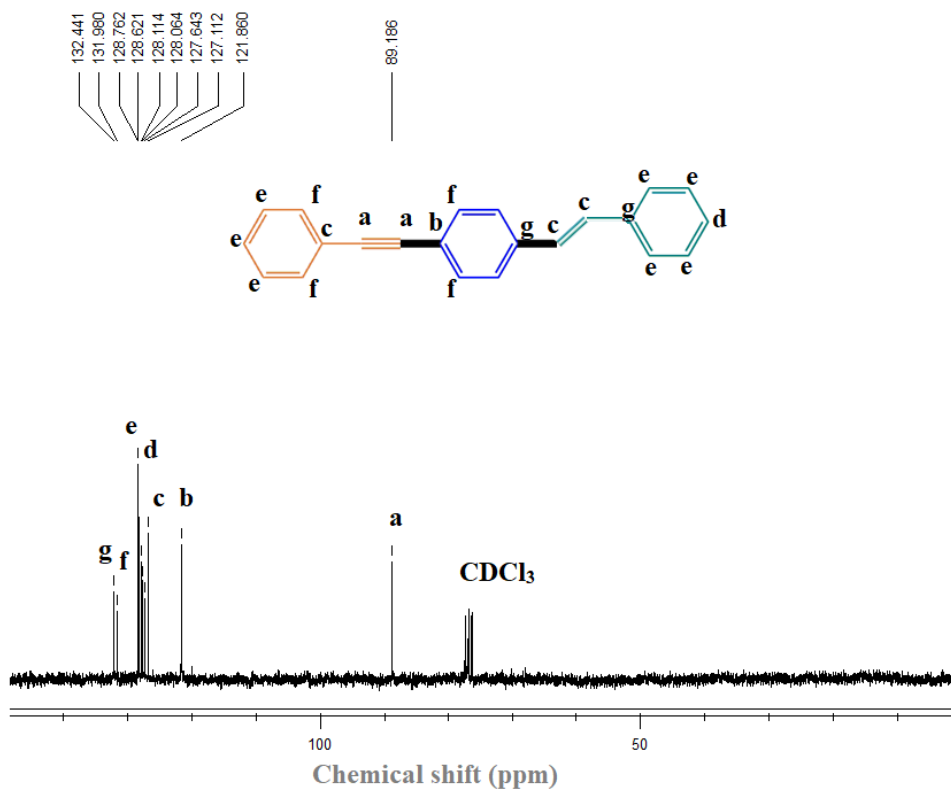 132.441
131.980
128.762
128.621
128.114
128.064
127.643
127.112
121.860
89.186
e e
e f f c e e
a a b g c g d
e c
e f f e e
e
d
c b a
g f CDCl₃
100 50
Chemical shift (ppm)